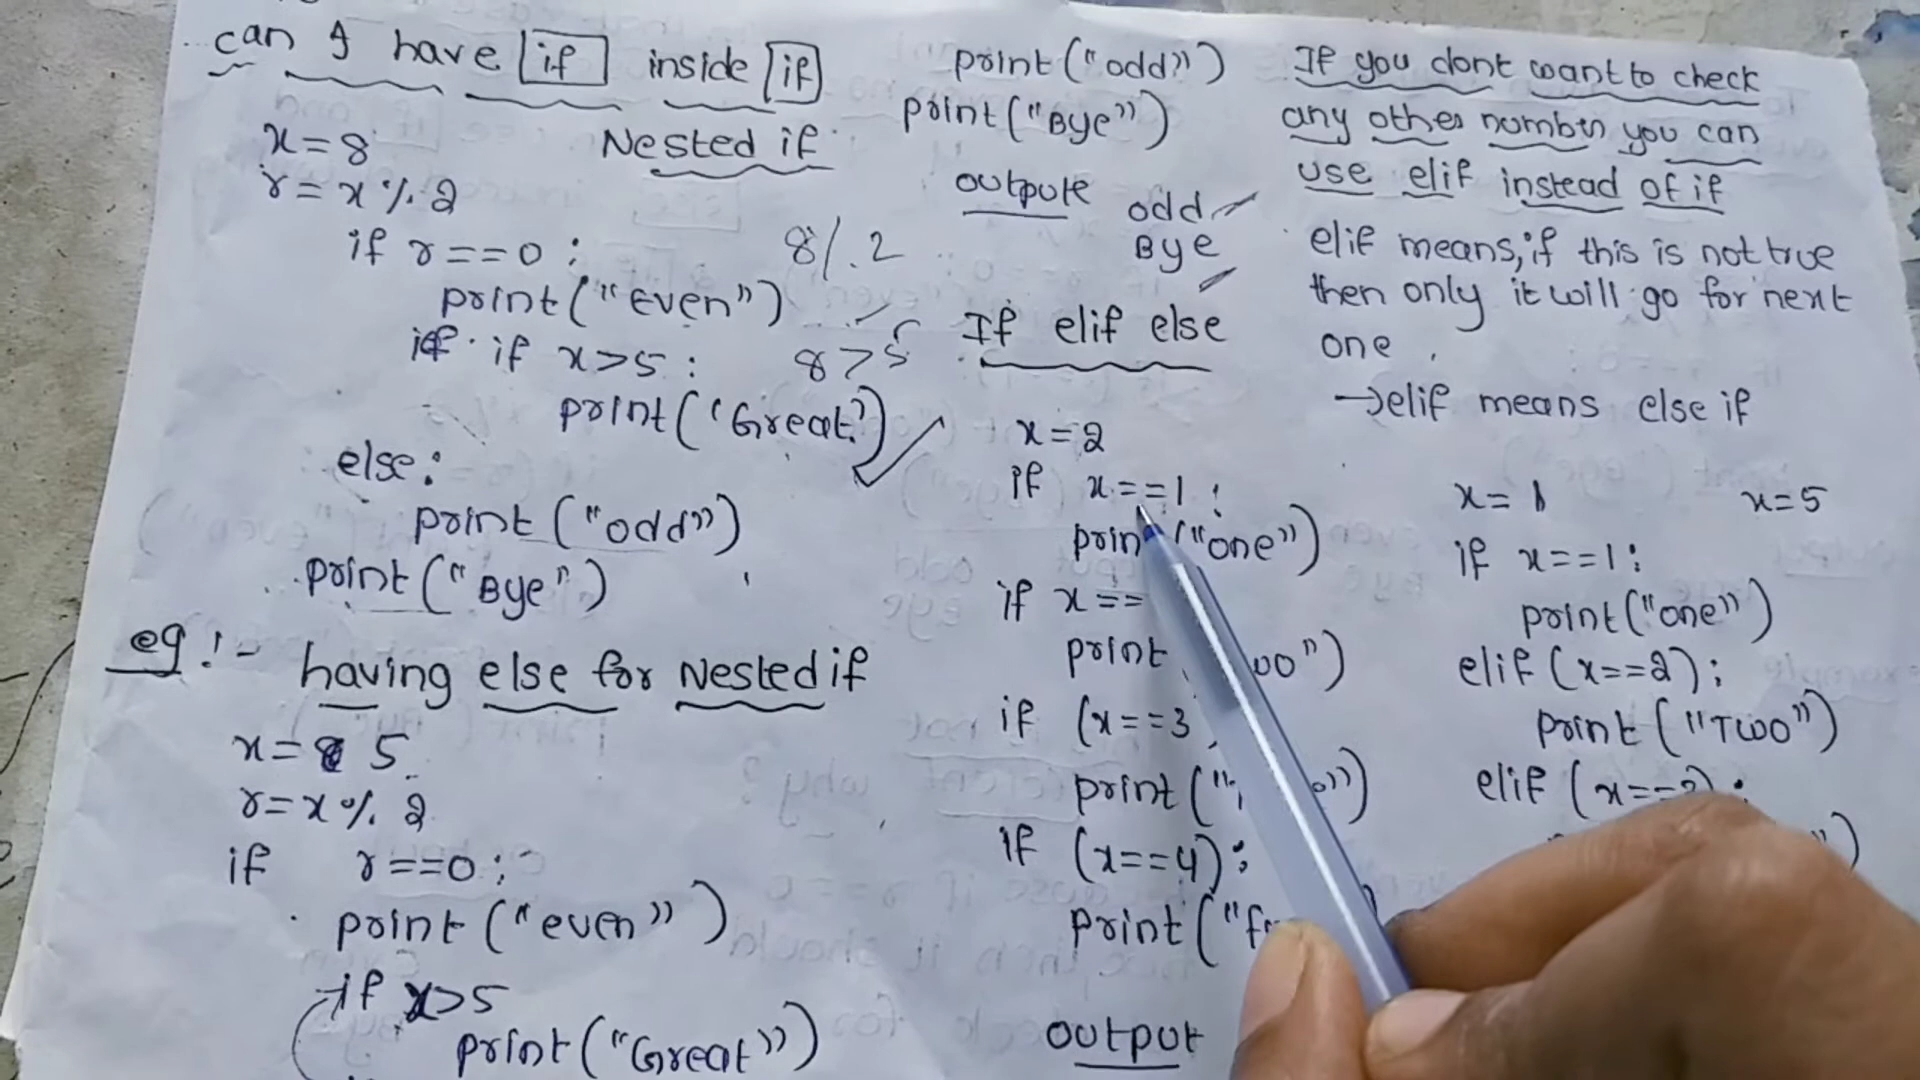 can I have if inside if
Nested if
x=8
r=x%2
if r==0: 8%2
print("Even")
if x>5: 8>5
print("Great")
else:
print("odd")
print("Bye")
eg:- having else for Nested if
x= 5
r=x%2
if r==0:
print("even")
if x>5
print("Great")
print("odd")
print("Bye")
outpute odd
Bye
If elif else
x=2
if x==1:
print("one")
if x==
print
if (x==3
print("
if (x==4):
print("
output
If you dont want to check
any other number you can
use elif instead of if
elif means, if this is not true
then only it will go for next
one.
→elif means else if
x=1 x=5
if x==1:
print("one")
elif (x==2):
print("Two")
elif (x==